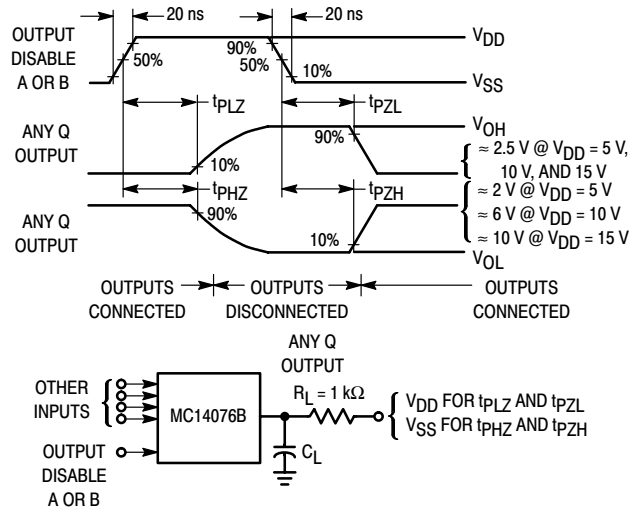 20 ns
20 ns
OUTPUT
DISABLE
A OR B
50%
90%
50%
10%
VDD
VSS
tPLZ
tPZL
ANY Q
OUTPUT
10%
90%
VOH
≈ 2.5 V @ VDD = 5 V,
10 V, AND 15 V
tPHZ
tPZH
ANY Q
OUTPUT
90%
10%
≈ 2 V @ VDD = 5 V
≈ 6 V @ VDD = 10 V
≈ 10 V @ VDD = 15 V
VOL
OUTPUTS
CONNECTED
OUTPUTS
DISCONNECTED
OUTPUTS
CONNECTED
ANY Q
OUTPUT
OTHER
INPUTS
MC14076B
RL = 1 kΩ
VDD FOR tPLZ AND tPZL
VSS FOR tPHZ AND tPZH
CL
OUTPUT
DISABLE
A OR B